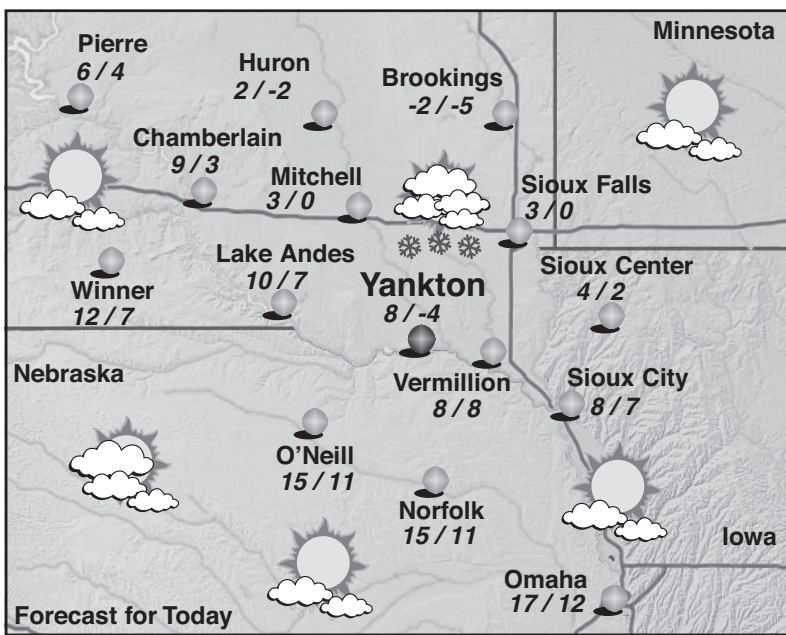 Pierre
6 / 4
Huron
2 / -2
Brookings
-2 / -5
Minnesota
Chamberlain
9 / 3
Mitchell
3 / 0
Sioux Falls
3 / 0
Winner
12 / 7
Lake Andes
10 / 7
Yankton
8 / -4
Sioux Center
4 / 2
Nebraska
Vermillion
8 / 8
Sioux City
8 / 7
O'Neill
15 / 11
Norfolk
15 / 11
Iowa
Omaha
17 / 12
Forecast for Today